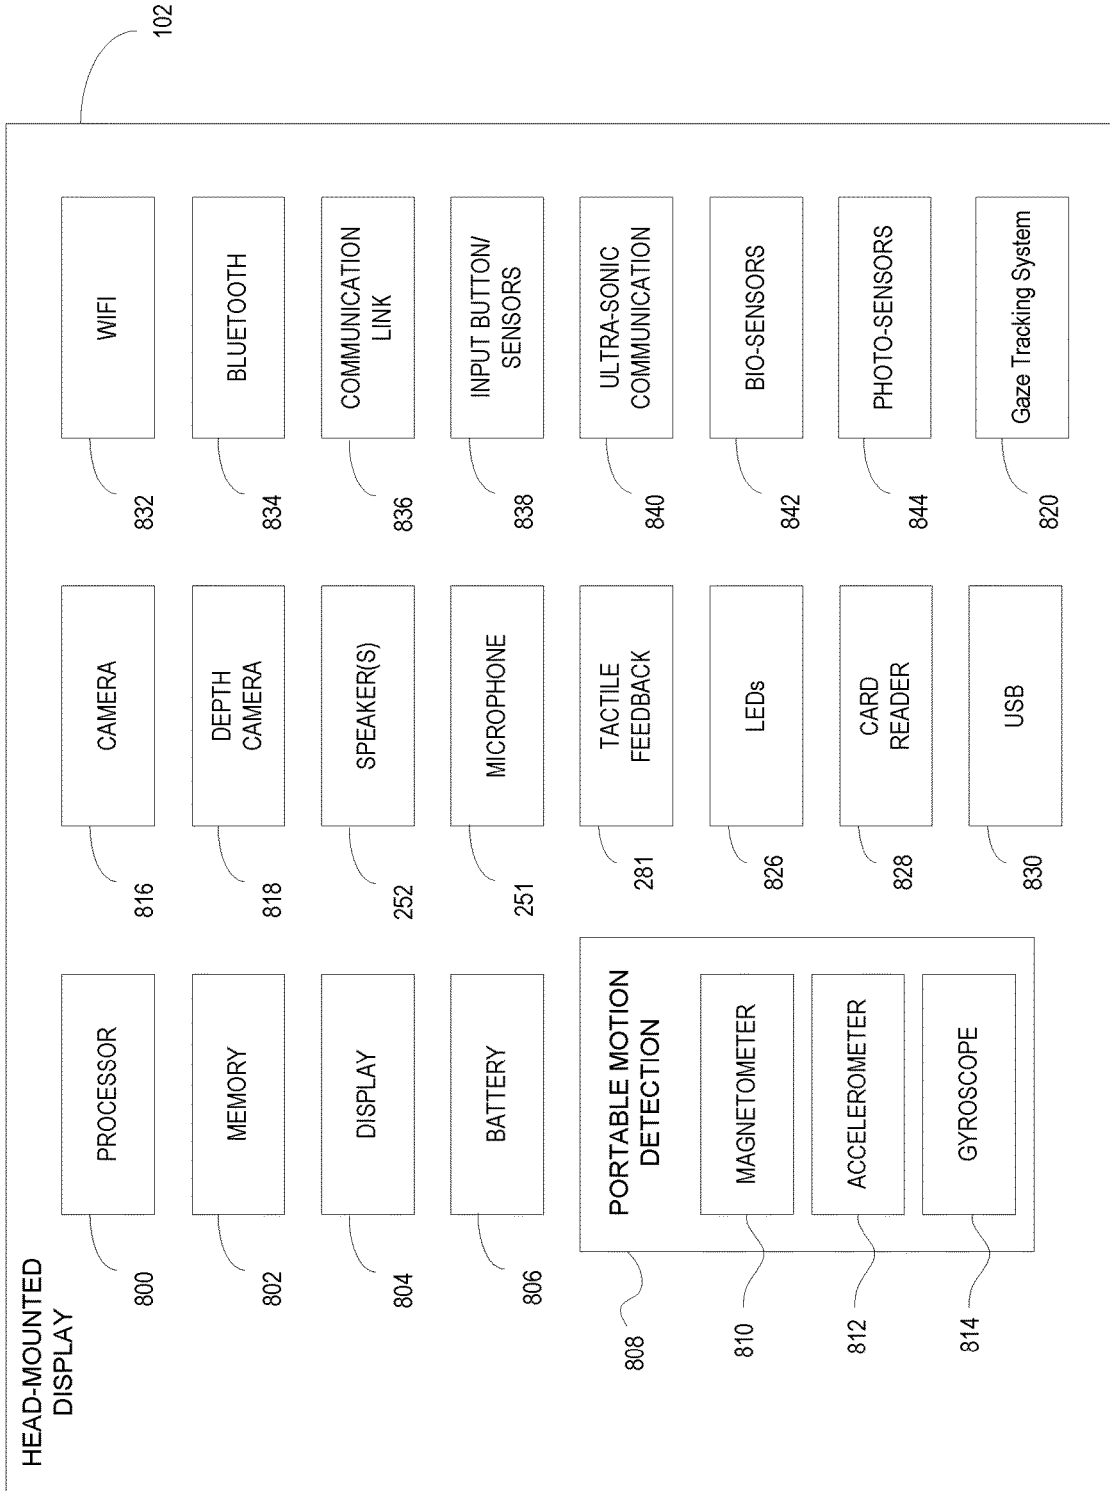 HEAD-MOUNTED
DISPLAY
102
800
PROCESSOR
802
MEMORY
804
DISPLAY
806
BATTERY
808
PORTABLE MOTION
DETECTION
810
MAGNETOMETER
812
ACCELEROMETER
814
GYROSCOPE
816
CAMERA
818
DEPTH
CAMERA
252
SPEAKER(S)
251
MICROPHONE
281
TACTILE
FEEDBACK
826
LEDs
828
CARD
READER
830
USB
832
WIFI
834
BLUETOOTH
836
COMMUNICATION
LINK
838
INPUT BUTTON/
SENSORS
840
ULTRA-SONIC
COMMUNICATION
842
BIO-SENSORS
844
PHOTO-SENSORS
820
Gaze Tracking System